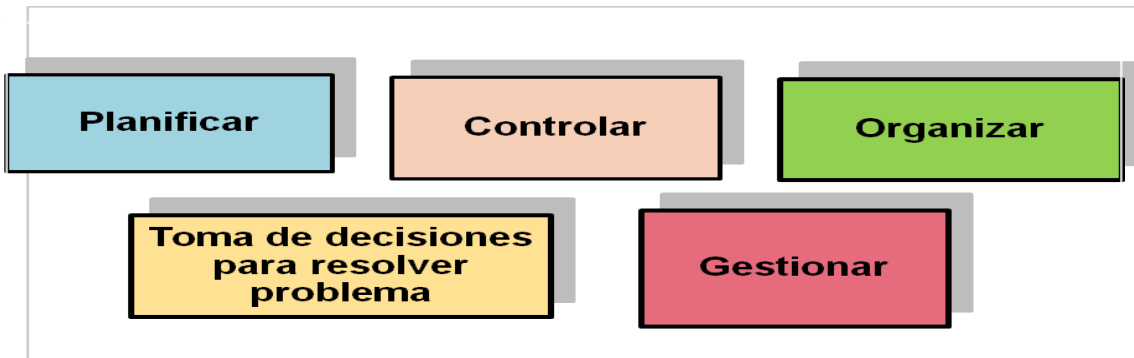 Planificar
Controlar
Organizar
Toma de decisiones
para resolver
problema
Gestionar